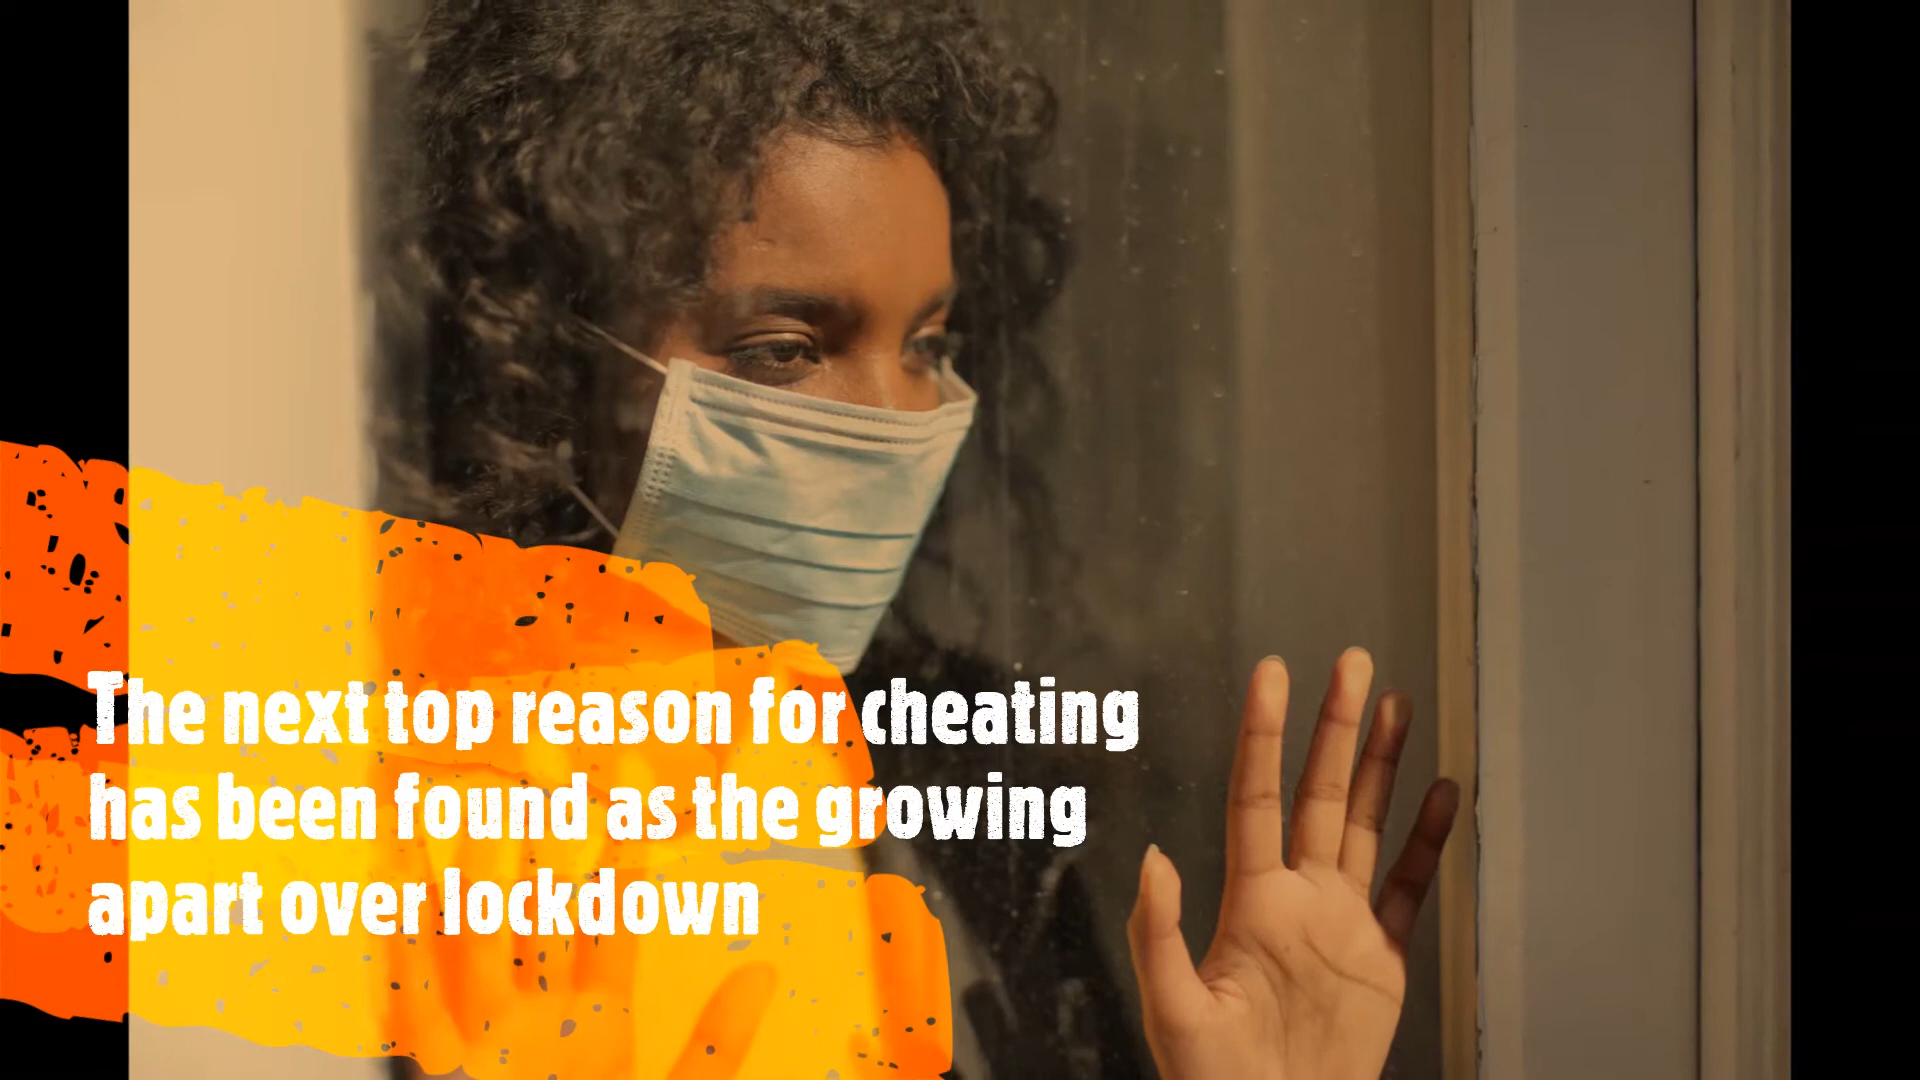 The next top reason for cheating
has been found as the growing
apart over lockdown